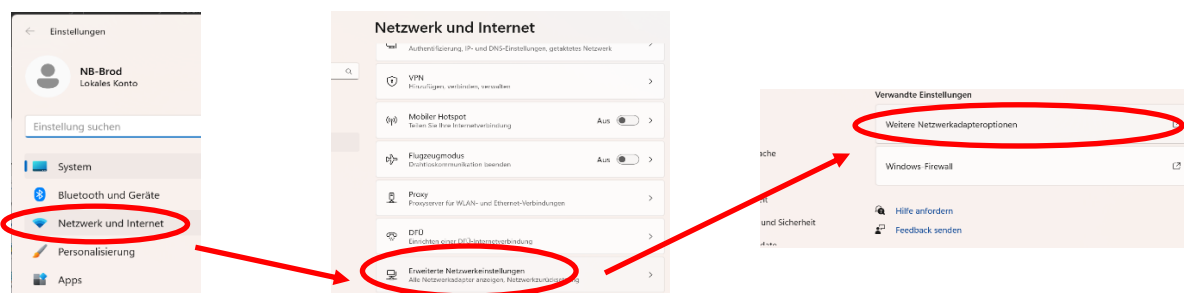 Einstellungen
NB-Brod
Lokales Konto
Einstellung suchen
System
Bluetooth und Geräte
Netzwerk und Internet
Personalisierung
Apps
Netzwerk und Internet
Authentifizierung, IP- und DNS-Einstellungen, getaktetes Netzwerk
VPN
Hinzufügen, verbinden, verwalten
Mobiler Hotspot
Teilen Sie Ihre Internetverbindung
Aus
Flugzeugmodus
Drahtloskommunikation beenden
Aus
Proxy
Proxyserver für WLAN- und Ethernet-Verbindungen
DFÜ
Einrichten einer DFÜ-Internetverbindung
Erweiterte Netzwerkeinstellungen
Alle Netzwerkadapter anzeigen, Netzwerkzurücksetzung
Verwandte Einstellungen
Weitere Netzwerkadapteroptionen
ache
Windows-Firewall
und Sicherheit
Hilfe anfordern
Feedback senden